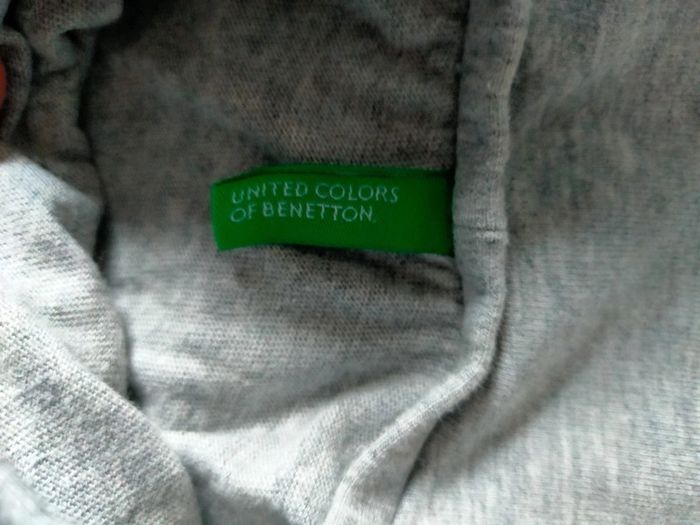 UNITED COLORS
OF BENETTON.